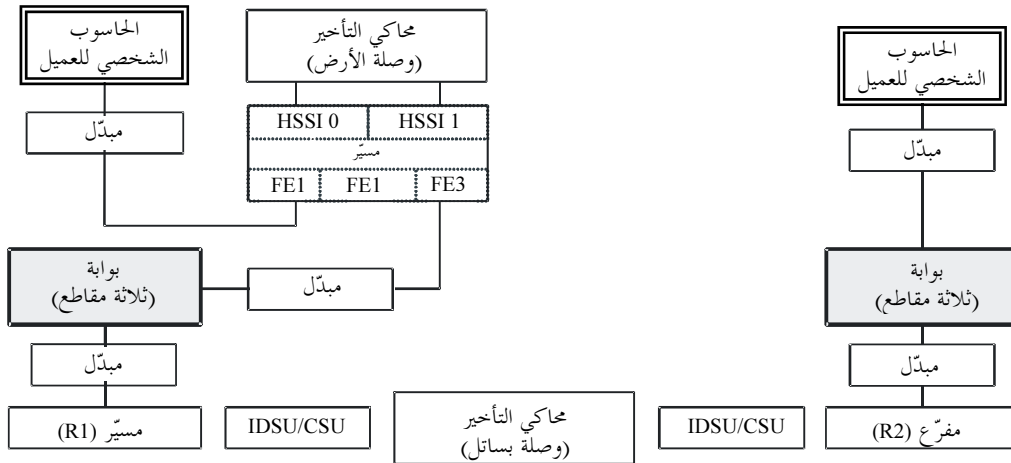 الحاسوب
الشخصي للعميل
محاكي التأخير
(وصلة الأرض)
الحاسوب
الشخصي للعميل
مبدّل
HSSI 0
HSSI 1
مسيّر
FE1
FE1
FE3
مبدّل
بوابة
(ثلاثة مقاطع)
مبدّل
بوابة
(ثلاثة مقاطع)
مبدّل
مبدّل
مسيّر (R1)
IDSU/CSU
محاكي التأخير
(وصلة بساتل)
IDSU/CSU
مفرّع (R2)